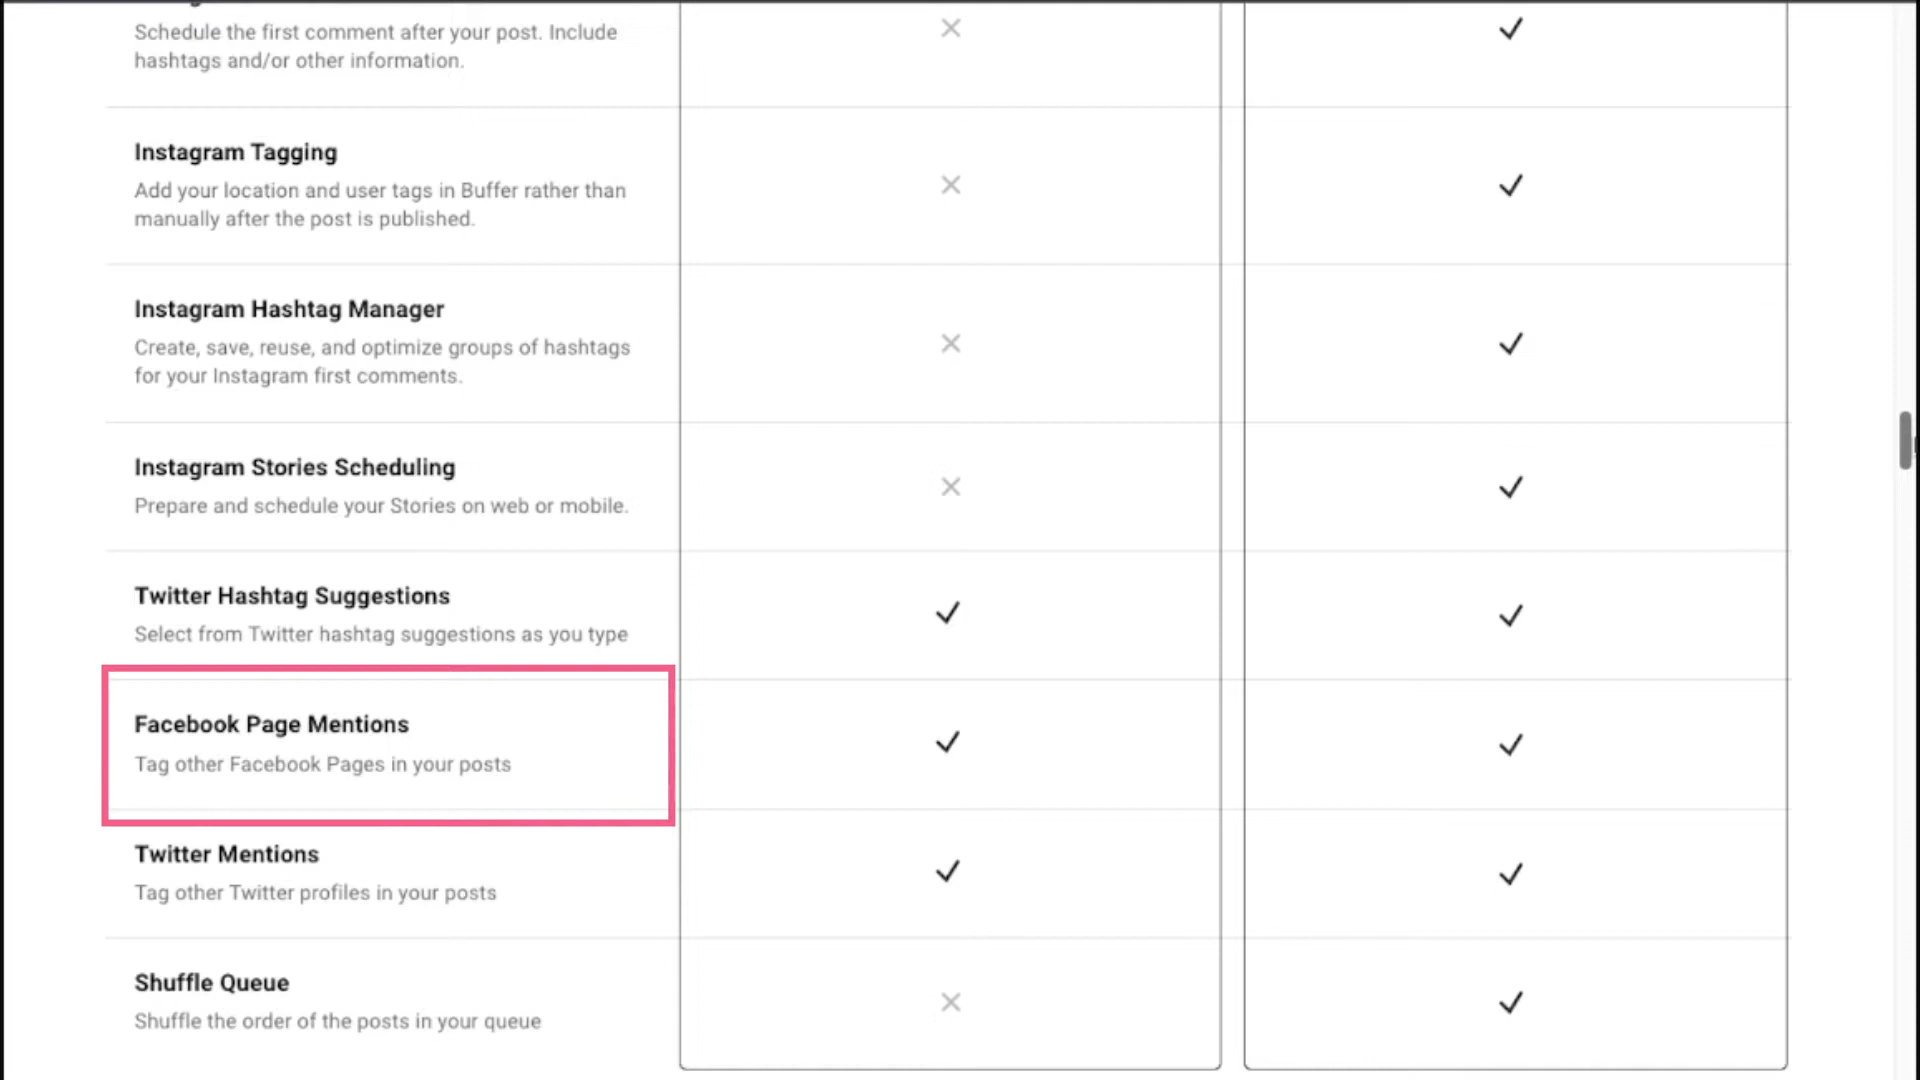 Schedule the first comment after your post. Include
hashtags and/or other information.
Instagram Tagging
Add your location and user tags in Buffer rather than
manually after the post is published.
Instagram Hashtag Manager
Create, save, reuse, and optimize groups of hashtags
for your Instagram first comments.
Instagram Stories Scheduling
Prepare and schedule your Stories on web or mobile.
Twitter Hashtag Suggestions
Select from Twitter hashtag suggestions as you type
Facebook Page Mentions
Tag other Facebook Pages in your posts
Twitter Mentions
Tag other Twitter profiles in your posts
Shuffle Queue
Shuffle the order of the posts in your queue